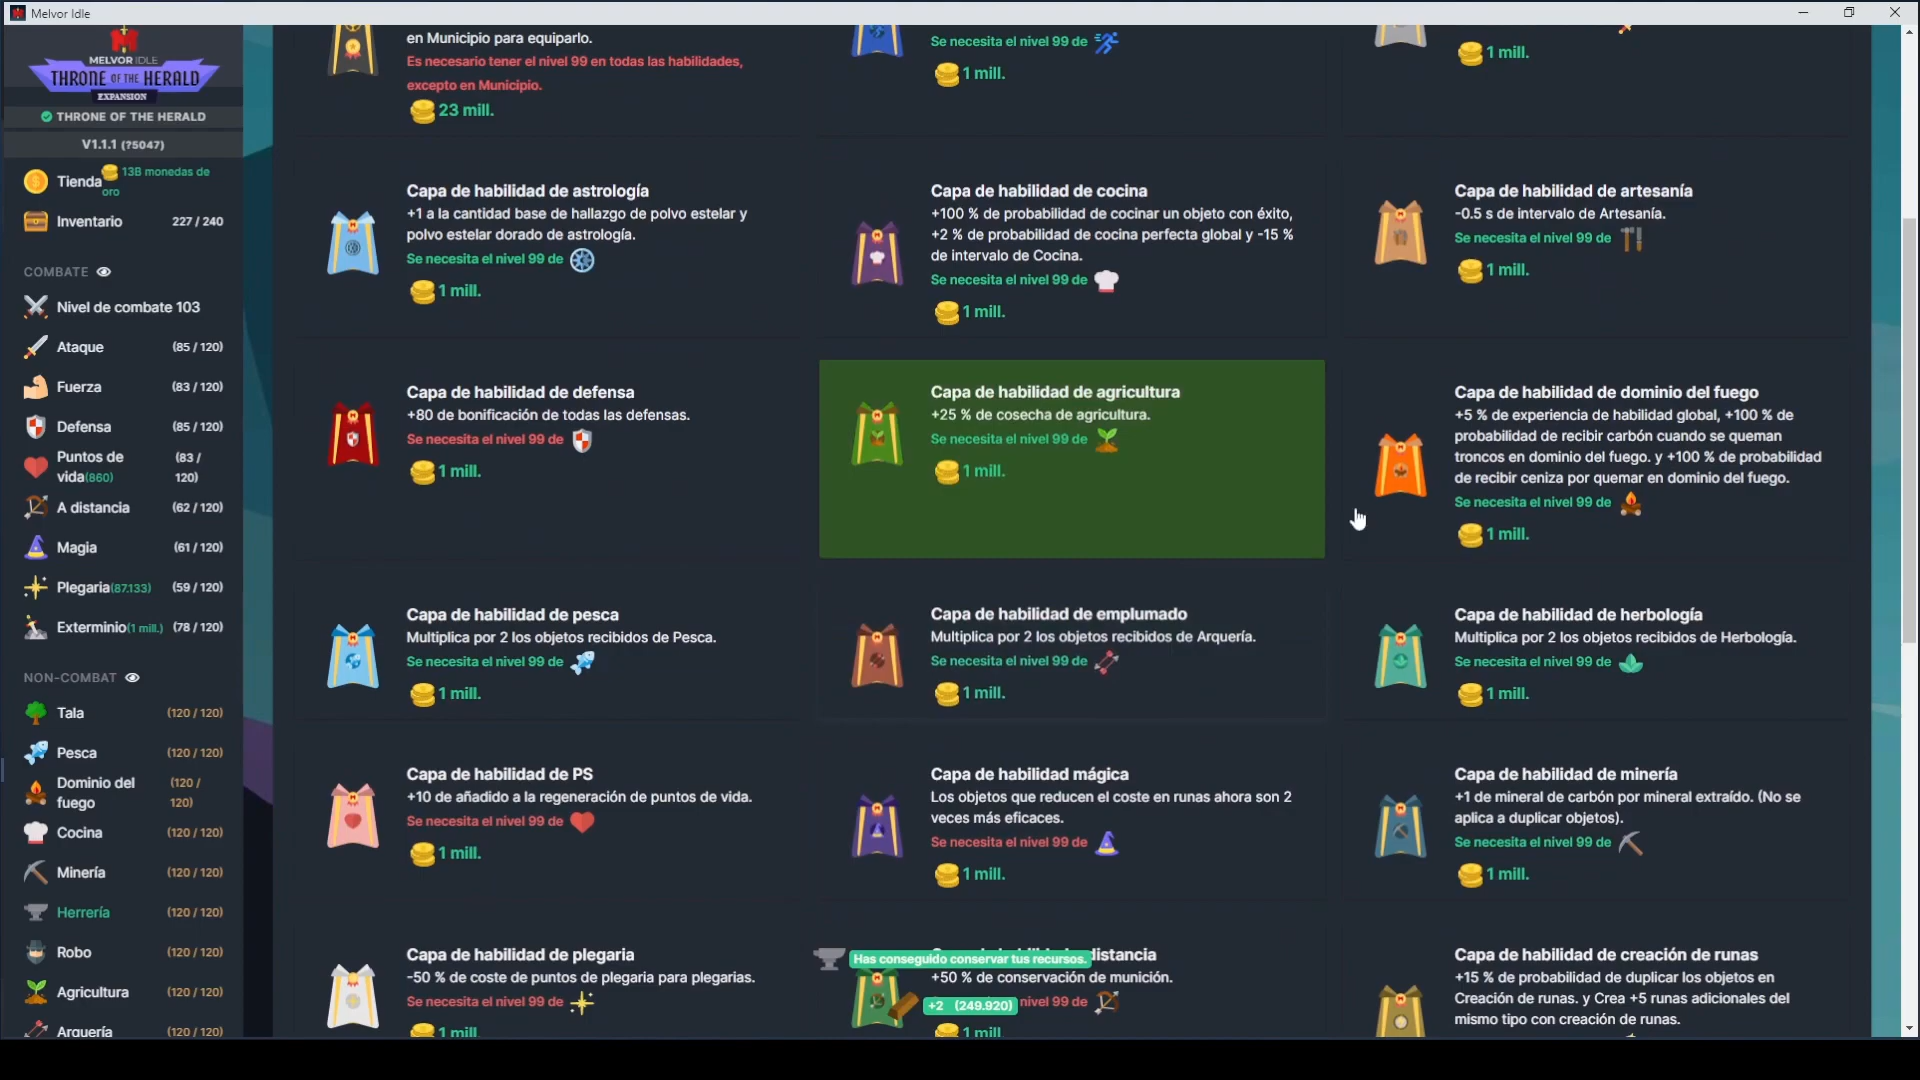 Melvor Idle
MELVOR IDLE
THRONE OF THE HERALD
EXPANSION
THRONE OF THE HERALD
V1.1.1 (?5047)
Tienda 13B monedas de
oro
Inventario 227 / 240
COMBATE
Nivel de combate 103
Ataque (85 / 120)
Fuerza (83 / 120)
Defensa (85 / 120)
Puntos de (83 /
vida(860) 120)
A distancia (62 / 120)
Magia (61 / 120)
Plegaria(87.133) (59 / 120)
Exterminio(1 mill.) (78 / 120)
NON-COMBAT
Tala (120 / 120)
Pesca (120 / 120)
Dominio del (120 /
fuego 120)
Cocina (120 / 120)
Minería (120 / 120)
Herrería (120 / 120)
Robo (120 / 120)
Agricultura (120 / 120)
Arquería (120 / 120)
en Municipio para equiparlo.
Es necesario tener el nivel 99 en todas las habilidades,
excepto en Municipio.
23 mill.
Se necesita el nivel 99 de
1 mill.
1 mill.
Capa de habilidad de astrología
+1 a la cantidad base de hallazgo de polvo estelar y
polvo estelar dorado de astrología.
Se necesita el nivel 99 de
1 mill.
Capa de habilidad de cocina
+100 % de probabilidad de cocinar un objeto con éxito,
+2 % de probabilidad de cocina perfecta global y -15 %
de intervalo de Cocina.
Se necesita el nivel 99 de
1 mill.
Capa de habilidad de artesanía
-0.5 s de intervalo de Artesanía.
Se necesita el nivel 99 de
1 mill.
Capa de habilidad de defensa
+80 de bonificación de todas las defensas.
Se necesita el nivel 99 de
1 mill.
Capa de habilidad de agricultura
+25 % de cosecha de agricultura.
Se necesita el nivel 99 de
1 mill.
Capa de habilidad de dominio del fuego
+5 % de experiencia de habilidad global, +100 % de
probabilidad de recibir carbón cuando se queman
troncos en dominio del fuego. y +100 % de probabilidad
de recibir ceniza por quemar en dominio del fuego.
Se necesita el nivel 99 de
1 mill.
Capa de habilidad de pesca
Multiplica por 2 los objetos recibidos de Pesca.
Se necesita el nivel 99 de
1 mill.
Capa de habilidad de emplumado
Multiplica por 2 los objetos recibidos de Arquería.
Se necesita el nivel 99 de
1 mill.
Capa de habilidad de herbología
Multiplica por 2 los objetos recibidos de Herbología.
Se necesita el nivel 99 de
1 mill.
Capa de habilidad de PS
+10 de añadido a la regeneración de puntos de vida.
Se necesita el nivel 99 de
1 mill.
Capa de habilidad mágica
Los objetos que reducen el coste en runas ahora son 2
veces más eficaces.
Se necesita el nivel 99 de
1 mill.
Capa de habilidad de minería
+1 de mineral de carbón por mineral extraído. (No se
aplica a duplicar objetos).
Se necesita el nivel 99 de
1 mill.
Capa de habilidad de plegaria
-50 % de coste de puntos de plegaria para plegarias.
Se necesita el nivel 99 de
1 mill.
Has conseguido conservar tus recursos. distancia
+50 % de conservación de munición.
+2 (249.920) nivel 99 de
1 mill.
Capa de habilidad de creación de runas
+15 % de probabilidad de duplicar los objetos en
Creación de runas. y Crea +5 runas adicionales del
mismo tipo con creación de runas.